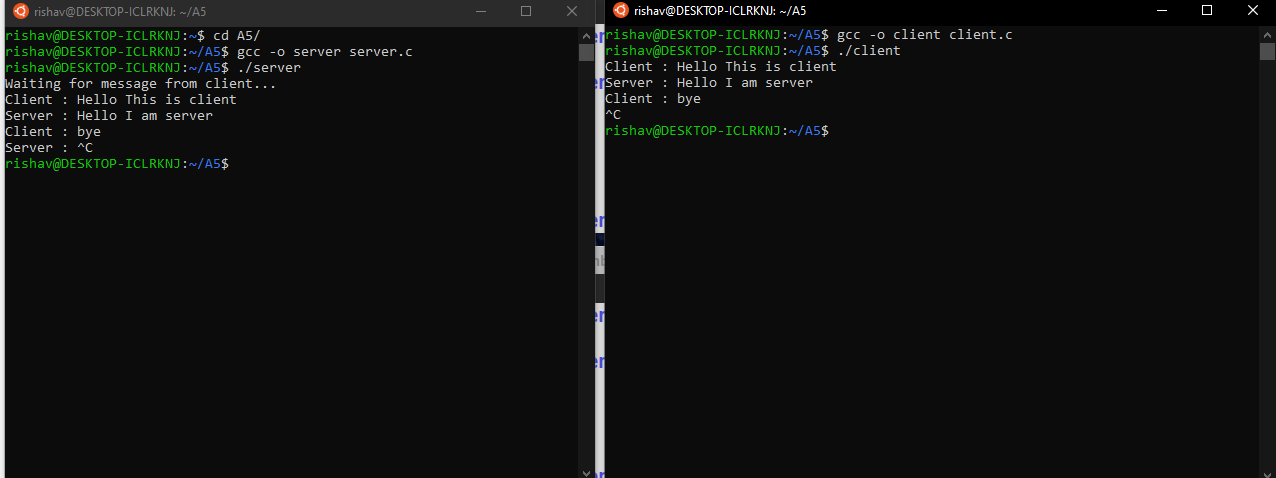 rishav@DESKTOP-ICLRKNJ: ~/A5
rishav@DESKTOP-ICLRKNJ:~$ cd A5/
rishav@DESKTOP-ICLRKNJ:~/A5$ gcc -o server server.c
rishav@DESKTOP-ICLRKNJ:~/A5$ ./server
Waiting for message from client...
Client : Hello This is client
Server : Hello I am server
Client : bye
Server : ^C
rishav@DESKTOP-ICLRKNJ:~/A5$
rishav@DESKTOP-ICLRKNJ: ~/A5
rishav@DESKTOP-ICLRKNJ:~/A5$ gcc -o client client.c
rishav@DESKTOP-ICLRKNJ:~/A5$ ./client
Client : Hello This is client
Server : Hello I am server
Client : bye
^C
rishav@DESKTOP-ICLRKNJ:~/A5$